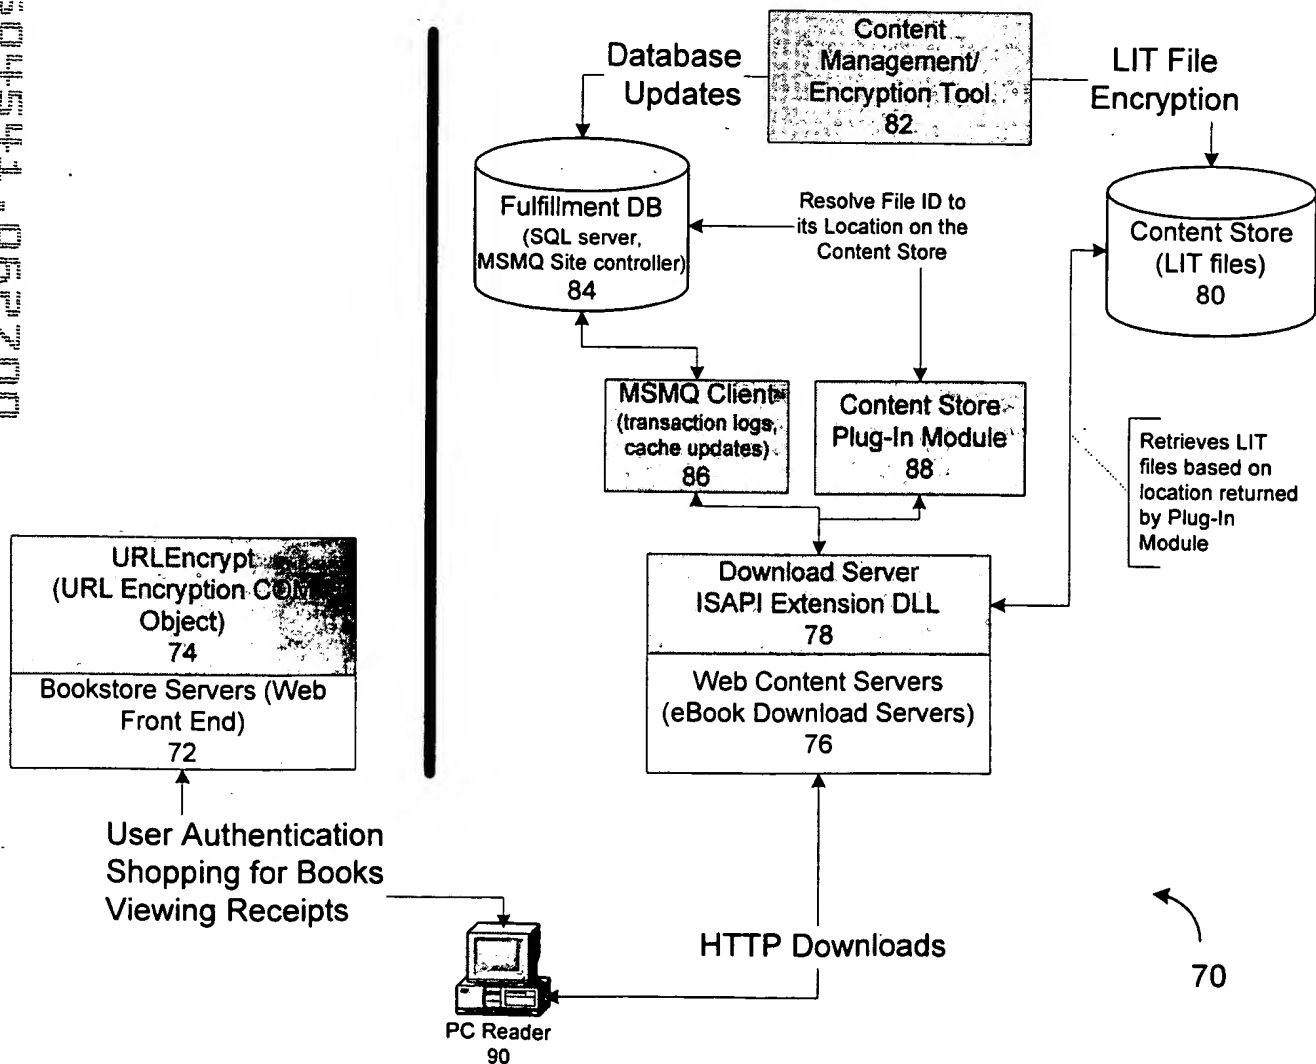 Database
Updates
Content
Management/
Encryption Tool
82
LIT File
Encryption
Fulfillment DB
(SQL server,
MSMQ Site controller)
84
Resolve File ID to
its Location on the
Content Store
Content Store
(LIT files)
80
MSMQ Client
(transaction logs,
cache updates)
86
Content Store
Plug-In Module
88
Retrieves LIT
files based on
location returned
by Plug-In
Module
URLEncrypt
(URL Encryption COM
Object)
74
Bookstore Servers (Web
Front End)
72
Download Server
ISAPI Extension DLL
78
Web Content Servers
(eBook Download Servers)
76
User Authentication
Shopping for Books
Viewing Receipts
HTTP Downloads
PC Reader
90
70